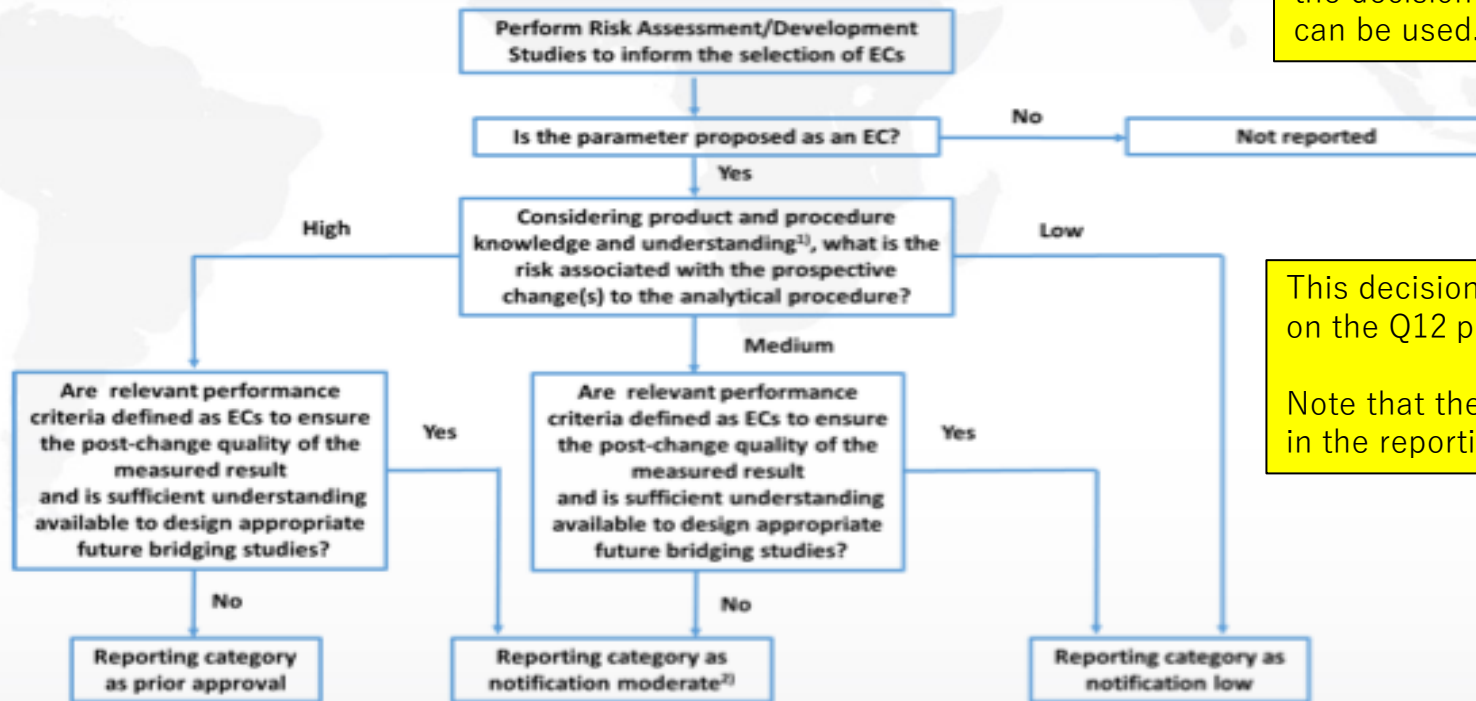 the decision
can be used.
Perform Risk Assessment/Development
Studies to inform the selection of ECs
Is the parameter proposed as an EC?
No
Not reported
Yes
Considering product and procedure
knowledge and understanding¹⁾, what is the
risk associated with the prospective
change(s) to the analytical procedure?
High
Low
Medium
This decision
on the Q12 p
Note that the
in the reporti
Are relevant performance
criteria defined as ECs to ensure
the post-change quality of the
measured result
and is sufficient understanding
available to design appropriate
future bridging studies?
Yes
Are relevant performance
criteria defined as ECs to ensure
the post-change quality of the
measured result
and is sufficient understanding
available to design appropriate
future bridging studies?
Yes
No
No
Reporting category
as prior approval
Reporting category as
notification moderate²⁾
Reporting category as
notification low